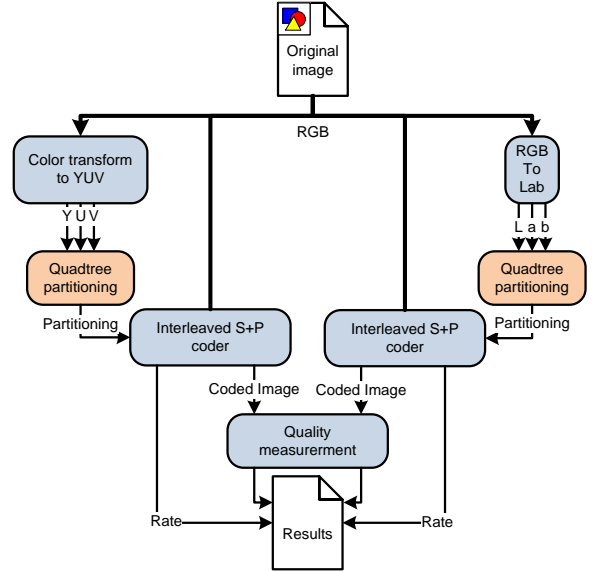 Original
image
RGB
Color transform
to YUV
RGB
To
Lab
Y U V
L a b
Quadtree
partitioning
Quadtree
partitioning
Partitioning
Partitioning
Interleaved S+P
coder
Interleaved S+P
coder
Coded Image
Coded Image
Quality
measurerment
Rate
Results
Rate